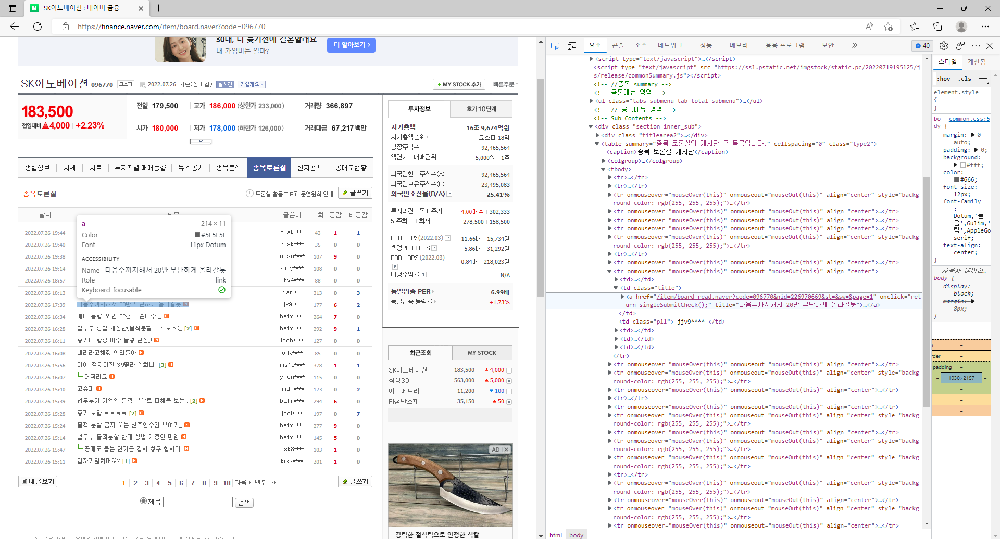 SK이노베이션 : 네이버 금융
https://finance.naver.com/item/board.naver?code=096770
30대, 더 늦기전에 결혼할래요
내 가입비는 얼마?
더 알아보기 >
SK이노베이션 096770 코스피 2022.07.26 기준(장마감) 실시간 기업개요
+ MY STOCK 추가 빠른주문
183,500
전일대비 ▲4,000 +2.23%
전일 179,500 고가 186,000 (상한가 233,000) 거래량 366,897
시가 180,000 저가 178,000 (하한가 126,000) 거래대금 67,217 백만
종합정보 시세 차트 투자자별 매매동향 뉴스·공시 종목분석 종목토론실 전자공시 공매도현황
종목토론실
토론실 활용 TIP과 운영원칙 안내 글쓰기
날짜 제목 글쓴이 조회 공감 비공감
a 214 × 11
Color #5F5F5F
Font 11px Dotum
ACCESSIBILITY
Name 다음주까지해서 20만 무난하게 올라갈듯
Role link
Keyboard-focusable
2022.07.26 19:44 zuak**** 43 1 1
2022.07.26 19:40 zuak**** 35 0 0
2022.07.26 19:38 nasa**** 107 9 0
2022.07.26 19:14 kimy**** 108 0 0
2022.07.26 18:57 gks4**** 88 0 0
2022.07.26 18:13 rlar**** 313 0 3
2022.07.26 17:39 다음주까지해서 20만 무난하게 올라갈듯 N jjv9**** 177 6 2
2022.07.26 16:34 매매 동향: 외인 22천주 순매수 ... N batm**** 264 7 0
2022.07.26 16:28 법무부 상법 개정안(물적분할 주주보호)... [2] N batm**** 292 9 1
2022.07.26 16:11 종가에 항상 미수 물량 던짐..! N thch**** 127 0 0
2022.07.26 16:08 내리라고해줘 안티들아 N alfk**** 85 0 0
2022.07.26 15:56 야이...정제마진 3,9딸라 실화냐.. [3] N ms10**** 378 1 1
2022.07.26 16:07 어쩌라고 N yhun**** 115 0 0
2022.07.26 15:40 코슈피 N imdh**** 123 0 2
2022.07.26 15:39 법무부가 기업의 물적 분할로 피해를 보는... [2] N batm**** 294 6 0
2022.07.26 15:28 종가 보합 ㅋㅋㅋㅋ [2] N jool**** 197 0 7
2022.07.26 15:24 물적 분할 금지 또는 신주인수권 부여가... N batm**** 277 9 0
2022.07.26 15:14 법무부 물적분할 반대 상법 개정안 민원 N batm**** 145 5 0
2022.07.26 15:47 공매도 돕는 연기금 감사 청구 합시다. N psk8**** 103 1 0
2022.07.26 15:11 갑자기멸치머꼬? [1] N kiss**** 201 1 0
내글보기 1 2 3 4 5 6 7 8 9 10 다음 맨뒤 글쓰기
제목 검색
투자정보 호가 10단계
시가총액 16조 9,674억원
시가총액순위 코스피 18위
상장주식수 92,465,564
액면가 매매단위 5,000원 1주
외국인한도주식수(A) 92,465,564
외국인보유주식수(B) 23,495,083
외국인소진율(B/A) ? 25.41%
투자의견 목표주가 4.00매수 302,333
52주최고 최저 278,500 158,500
PER EPS(2022.03) ? 11.66배 15,734원
추정PER EPS ? 5.86배 31,292원
PBR BPS (2022.03) ? 0.84배 218,023원
배당수익률 ? N/A
동일업종 PER 6.99배
동일업종 등락률 +1.73%
최근조회 MY STOCK
SK이노베이션 183,500 ▲ 4,000
삼성SDI 563,000 ▲ 5,000
이노메트리 11,200 ▼ 100
PI첨단소재 35,150 ▲ 50
AD
강력한 절삭력으로 인정한 식칼
요소 콘솔 소스 네트워크 성능 메모리 응용 프로그램 보안 40
<script type="text/javascript">…</script>
<script type="text/javascript" src="https://ssl.pstatic.net/imgstock/static.pc/20220719195125/j
s/release/commonSummary.js"></script>
<!-- //종목 summary -->
<!-- 공통메뉴 영역 -->
<ul class="tabs_submenu tab_total_submenu">…</ul>
<!-- // 공통메뉴 영역 -->
<!-- Sub Contents -->
<div class="section inner_sub">
<div class="titlearea2">…</div>
<table summary="종목 토론실의 게시판 글 목록입니다." cellspacing="0" class="type2">
<caption>종목 토론실 게시판</caption>
<colgroup>…</colgroup>
<tbody>
<tr>…</tr>
<tr>…</tr>
<tr onmouseover="mouseOver(this)" onmouseout="mouseOut(this)" align="center" style="backg
round-color: rgb(255, 255, 255);">…</tr>
<tr onmouseover="mouseOver(this)" onmouseout="mouseOut(this)" align="center">…</tr>
<tr onmouseover="mouseOver(this)" onmouseout="mouseOut(this)" align="center">…</tr>
<tr onmouseover="mouseOver(this)" onmouseout="mouseOut(this)" align="center">…</tr>
<tr onmouseover="mouseOver(this)" onmouseout="mouseOut(this)" align="center" style="backg
round-color: rgb(255, 255, 255);">…</tr>
<tr>…</tr>
<tr onmouseover="mouseOver(this)" onmouseout="mouseOut(this)" align="center">…</tr>
<tr onmouseover="mouseOver(this)" onmouseout="mouseOut(this)" align="center">
<td>…</td>
<td class="title">
<a href="/item/board_read.naver?code=096770&nid=226970669&st=&sw=&page=1" onclick="ret
urn singleSubmitCheck();" title="다음주까지해서 20만 무난하게 올라갈듯">…</a>
</td>
<td class="p11"> jjv9**** </td>
<td>…</td>
<td>…</td>
<td>…</td>
</tr>
<tr onmouseover="mouseOver(this)" onmouseout="mouseOut(this)" align="center">…</tr>
<tr onmouseover="mouseOver(this)" onmouseout="mouseOut(this)" align="center" style="backg
round-color: rgb(255, 255, 255);">…</tr>
<tr onmouseover="mouseOver(this)" onmouseout="mouseOut(this)" align="center">…</tr>
<tr>…</tr>
<tr onmouseover="mouseOver(this)" onmouseout="mouseOut(this)" align="center">…</tr>
<tr onmouseover="mouseOver(this)" onmouseout="mouseOut(this)" align="center" style="backg
round-color: rgb(255, 255, 255);">…</tr>
<tr onmouseover="mouseOver(this)" onmouseout="mouseOut(this)" align="center">…</tr>
<tr onmouseover="mouseOver(this)" onmouseout="mouseOut(this)" align="center" style="backg
round-color: rgb(255, 255, 255);">…</tr>
<tr onmouseover="mouseOver(this)" onmouseout="mouseOut(this)" align="center" style="backg
round-color: rgb(255, 255, 255);">…</tr>
<tr>…</tr>
<tr onmouseover="mouseOver(this)" onmouseout="mouseOut(this)" align="center" style="backg
round-color: rgb(255, 255, 255);">…</tr>
<tr onmouseover="mouseOver(this)" onmouseout="mouseOut(this)" align="center">…</tr>
<tr onmouseover="mouseOver(this)" onmouseout="mouseOut(this)" align="center" style="backg
round-color: rgb(255, 255, 255);">…</tr>
<tr onmouseover="mouseOver(this)" onmouseout="mouseOut(this)" align="center">…</tr>
html body
스타일 계산됨
:hov .cls
element.style
{
}
bo common.css:5
dy {
margin: 0
auto;
padding: 0;
background:
#fff;
color:
#666;
font-size:
12px;
font-family
:
Dotum,'돋
움',Gulim,'
림',AppleGo
serif;
text-align:
center;
}
사용자 에이전…
body {
display:
block;
margin:
8px;
}
rder –
padding –
1030×2157